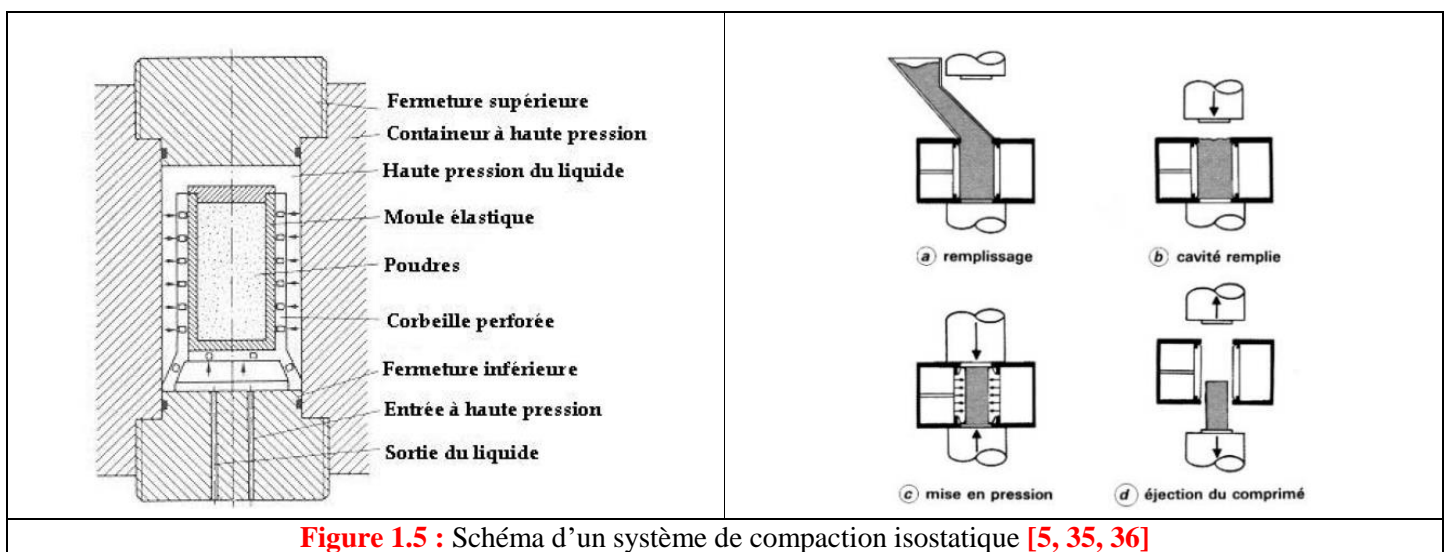 Fermeture supérieure
Containeur à haute pression
Haute pression du liquide
Moule élastique
Poudres
Corbeille perforée
Fermeture inférieure
Entrée à haute pression
Sortie du liquide
a remplissage
b cavité remplie
c mise en pression
d éjection du comprimé
Figure 1.5 : Schéma d’un système de compaction isostatique [5, 35, 36]